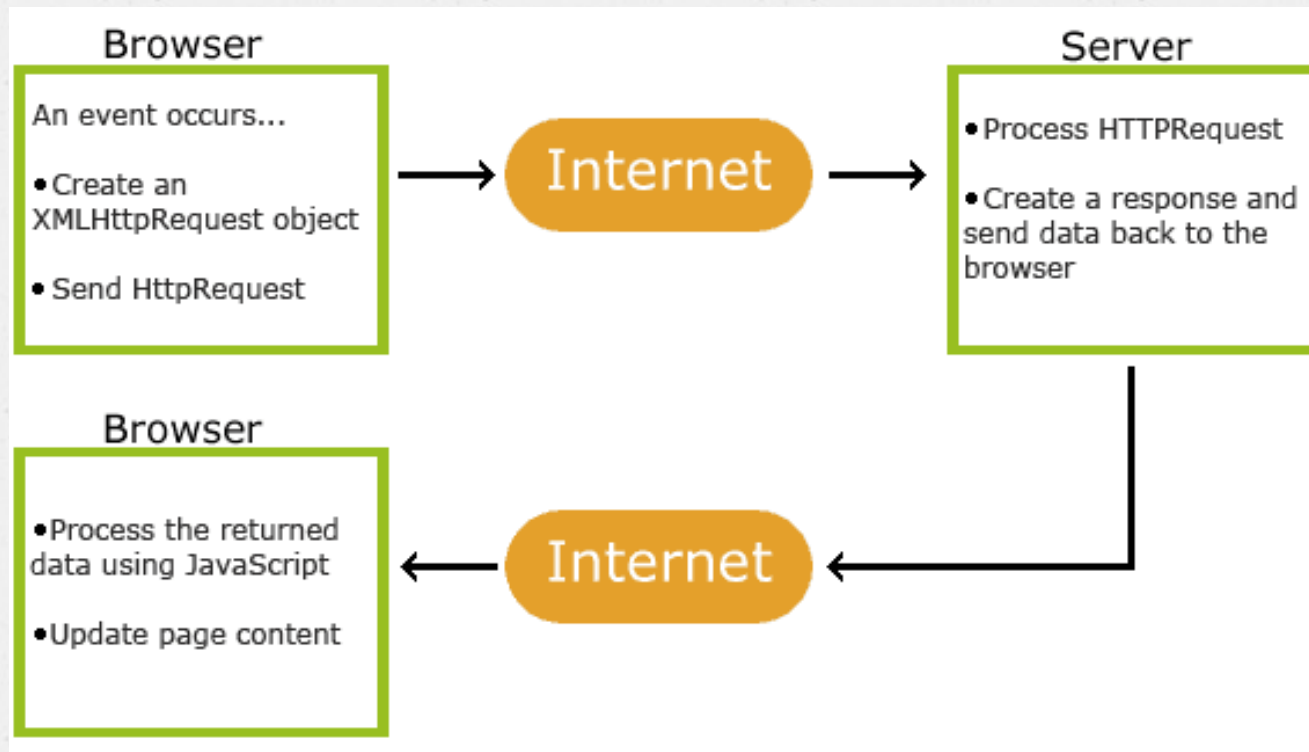 Browser
An event occurs...
•Create an
XMLHttpRequest object
• Send HttpRequest
Internet
Server
•Process HTTPRequest
•Create a response and
send data back to the
browser
Browser
•Process the returned
data using JavaScript
•Update page content
Internet